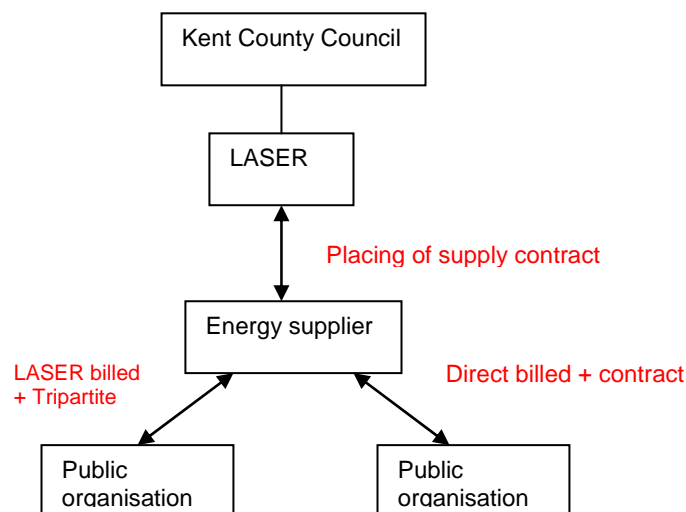 Kent County Council
LASER
Placing of supply contract
Energy supplier
LASER billed
+ Tripartite
Direct billed + contract
Public
organisation
Public
organisation